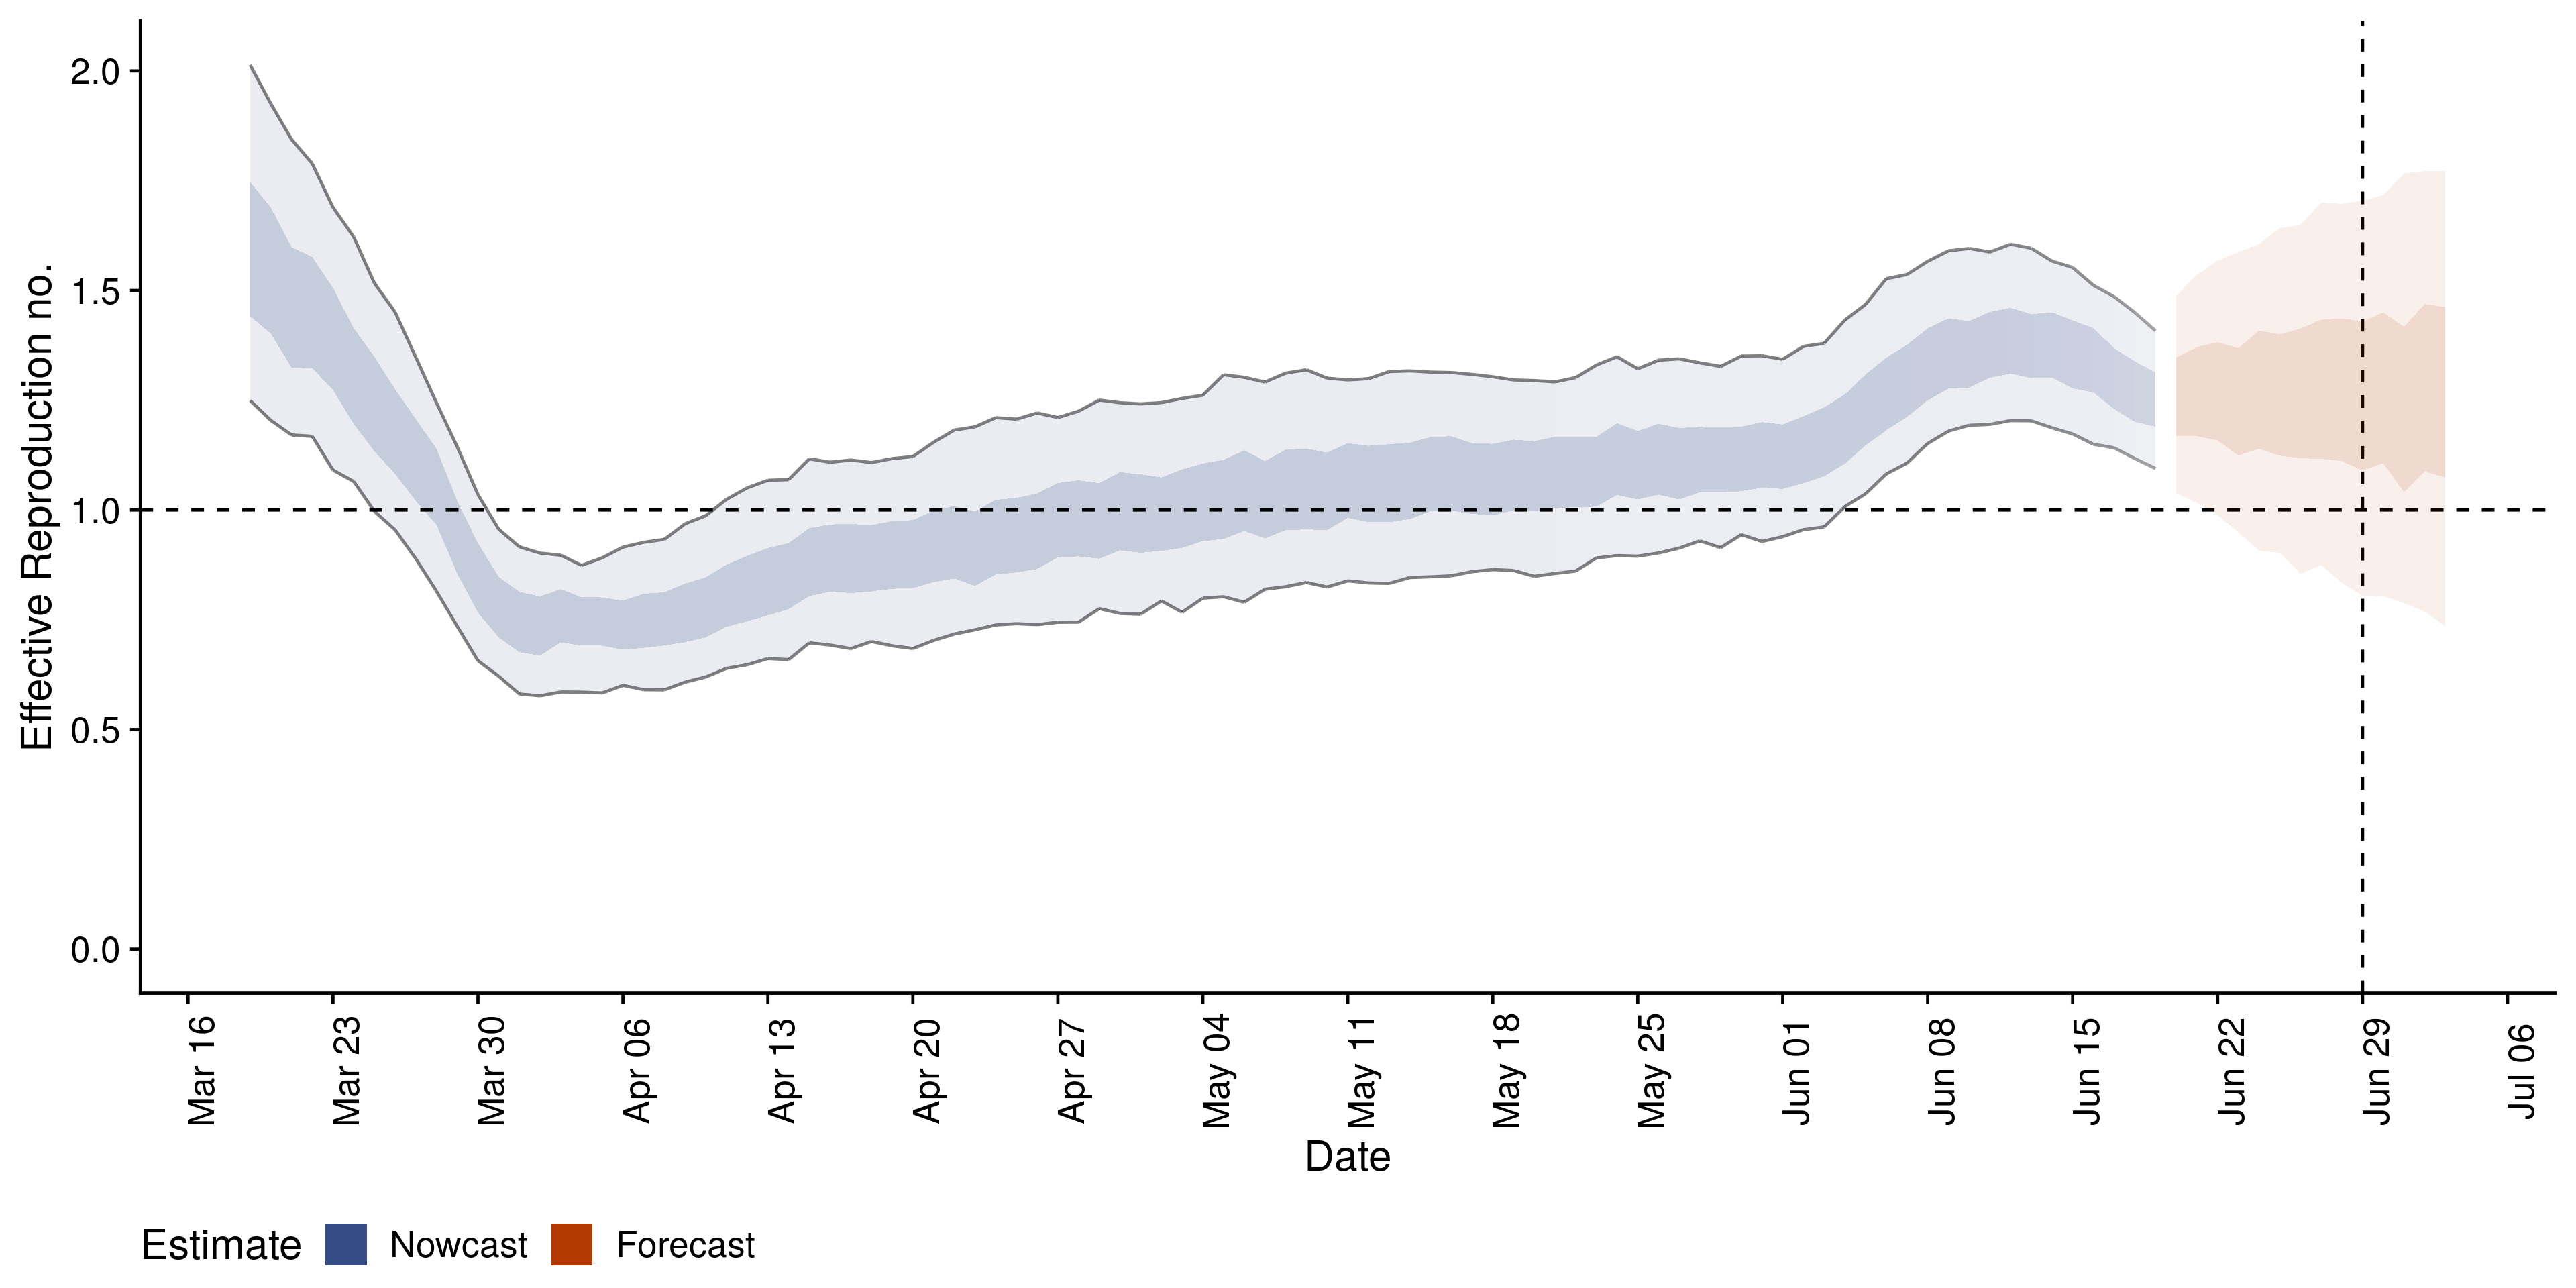 Effective Reproduction no.
2.0
1.5
1.0
0.5
0.0
Mar 16
Mar 23
Mar 30
Apr 06
Apr 13
Apr 20
Apr 27
May 04
May 11
May 18
May 25
Jun 01
Jun 08
Jun 15
Jun 22
Jun 29
Jul 06
Date
Estimate Nowcast Forecast